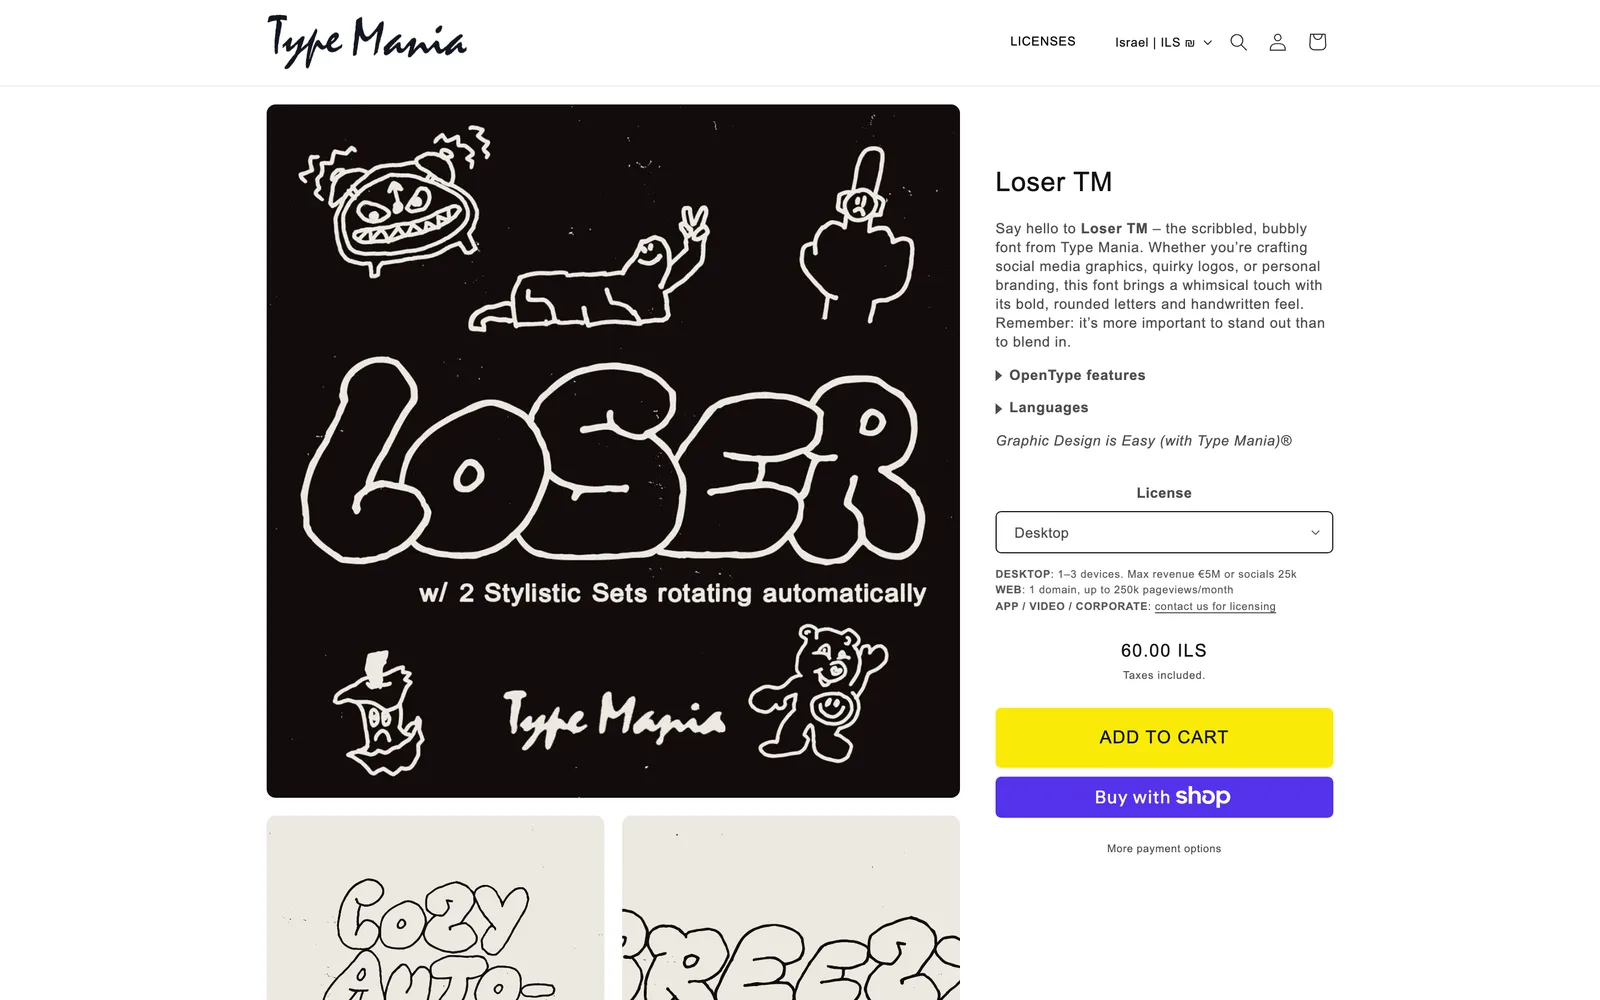 Type Mania
LICENSES
Israel | ILS ₪
LOSER
w/ 2 Stylistic Sets rotating automatically
Type Mania
COZY
AUTO-
BREEZY
Loser TM
Say hello to Loser TM – the scribbled, bubbly
font from Type Mania. Whether you’re crafting
social media graphics, quirky logos, or personal
branding, this font brings a whimsical touch with
its bold, rounded letters and handwritten feel.
Remember: it’s more important to stand out than
to blend in.
OpenType features
Languages
Graphic Design is Easy (with Type Mania)®
License
Desktop
DESKTOP: 1–3 devices. Max revenue €5M or socials 25k
WEB: 1 domain, up to 250k pageviews/month
APP / VIDEO / CORPORATE: contact us for licensing
60.00 ILS
Taxes included.
ADD TO CART
Buy with shop
More payment options